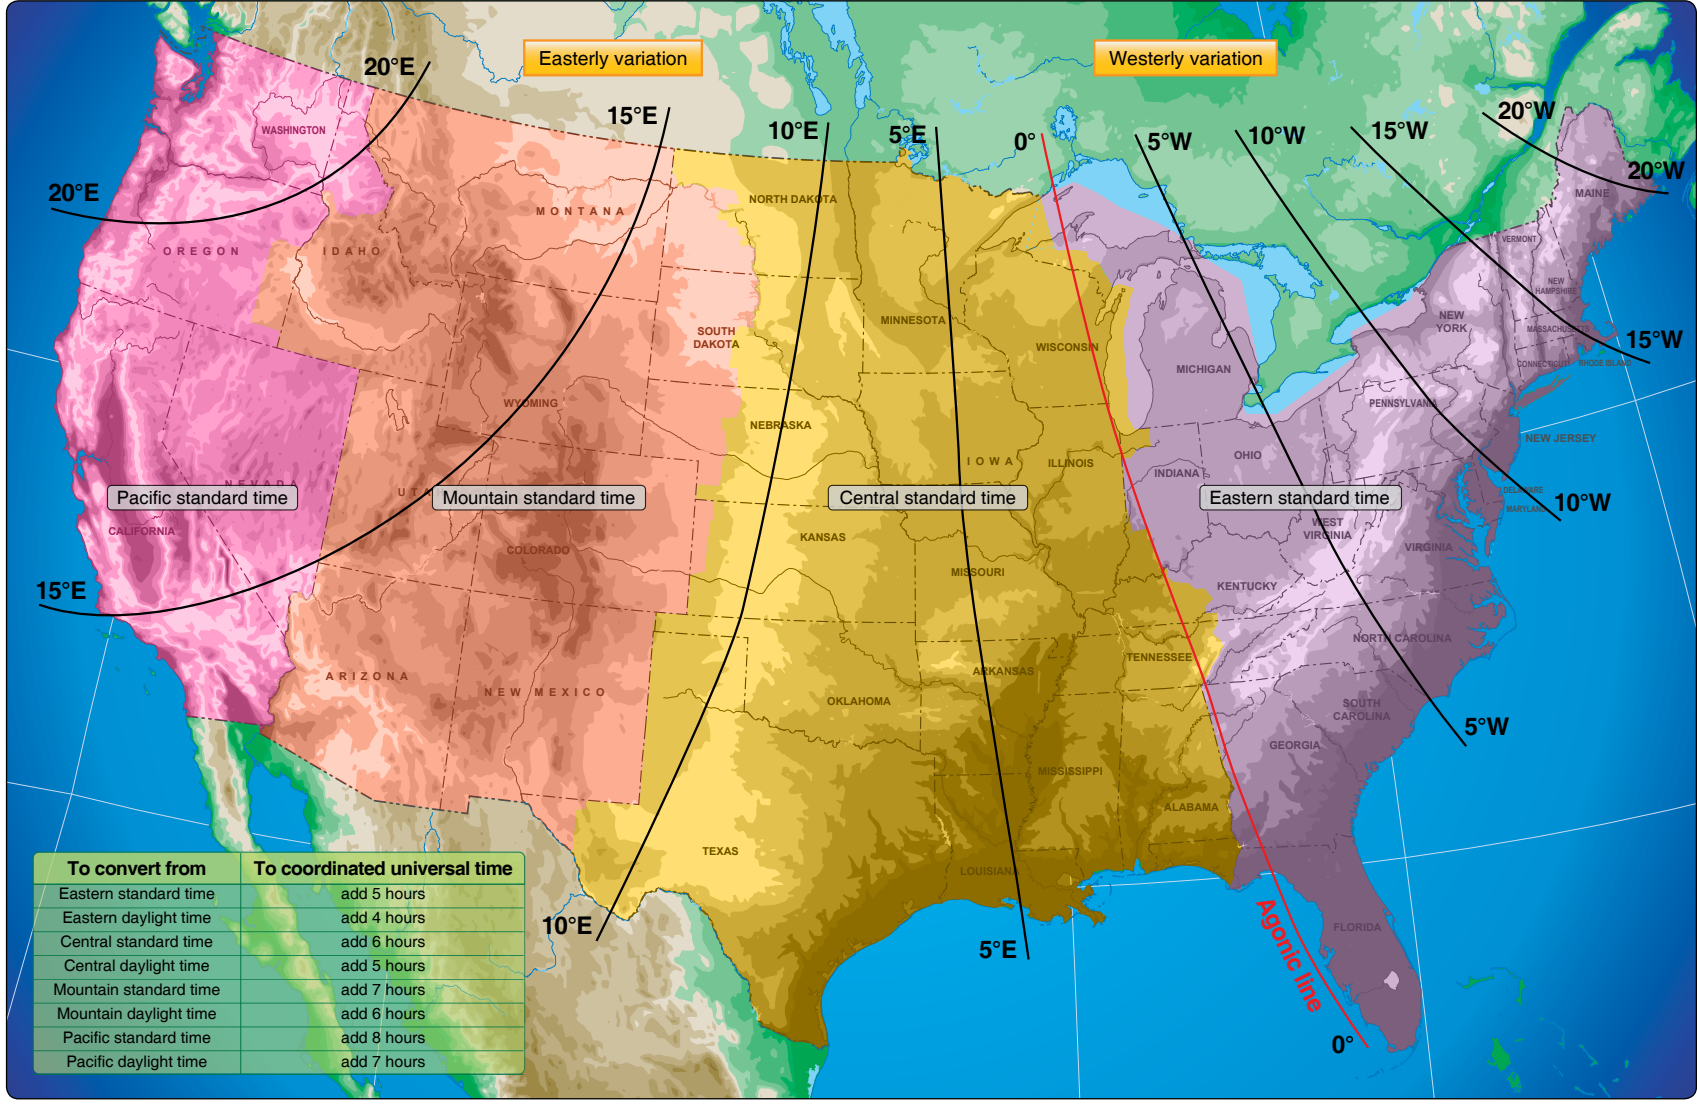 Easterly variation
Westerly variation
20°E
15°E
10°E
5°E
0°
5°W
10°W
15°W
20°W
20°W
20°E
WASHINGTON
MONTANA
NORTH DAKOTA
MAINE
OREGON
IDAHO
VERMONT
NEW
HAMPSHIRE
SOUTH
DAKOTA
MINNESOTA
WISCONSIN
MICHIGAN
NEW
YORK
MASSACHUSETTS
15°W
CONNECTICUT
RHODE ISLAND
WYOMING
NEBRASKA
PENNSYLVANIA
NEW JERSEY
IOWA
ILLINOIS
INDIANA
OHIO
NEVADA
UTAH
DELAWARE
MARYLAND
10°W
Pacific standard time
Mountain standard time
Central standard time
Eastern standard time
CALIFORNIA
COLORADO
KANSAS
MISSOURI
WEST
VIRGINIA
VIRGINIA
KENTUCKY
15°E
NORTH CAROLINA
TENNESSEE
ARIZONA
NEW MEXICO
OKLAHOMA
ARKANSAS
SOUTH
CAROLINA
5°W
GEORGIA
MISSISSIPPI
ALABAMA
TEXAS
LOUISIANA
FLORIDA
10°E
5°E
Agonic line
0°
To convert from To coordinated universal time
Eastern standard time add 5 hours
Eastern daylight time add 4 hours
Central standard time add 6 hours
Central daylight time add 5 hours
Mountain standard time add 7 hours
Mountain daylight time add 6 hours
Pacific standard time add 8 hours
Pacific daylight time add 7 hours